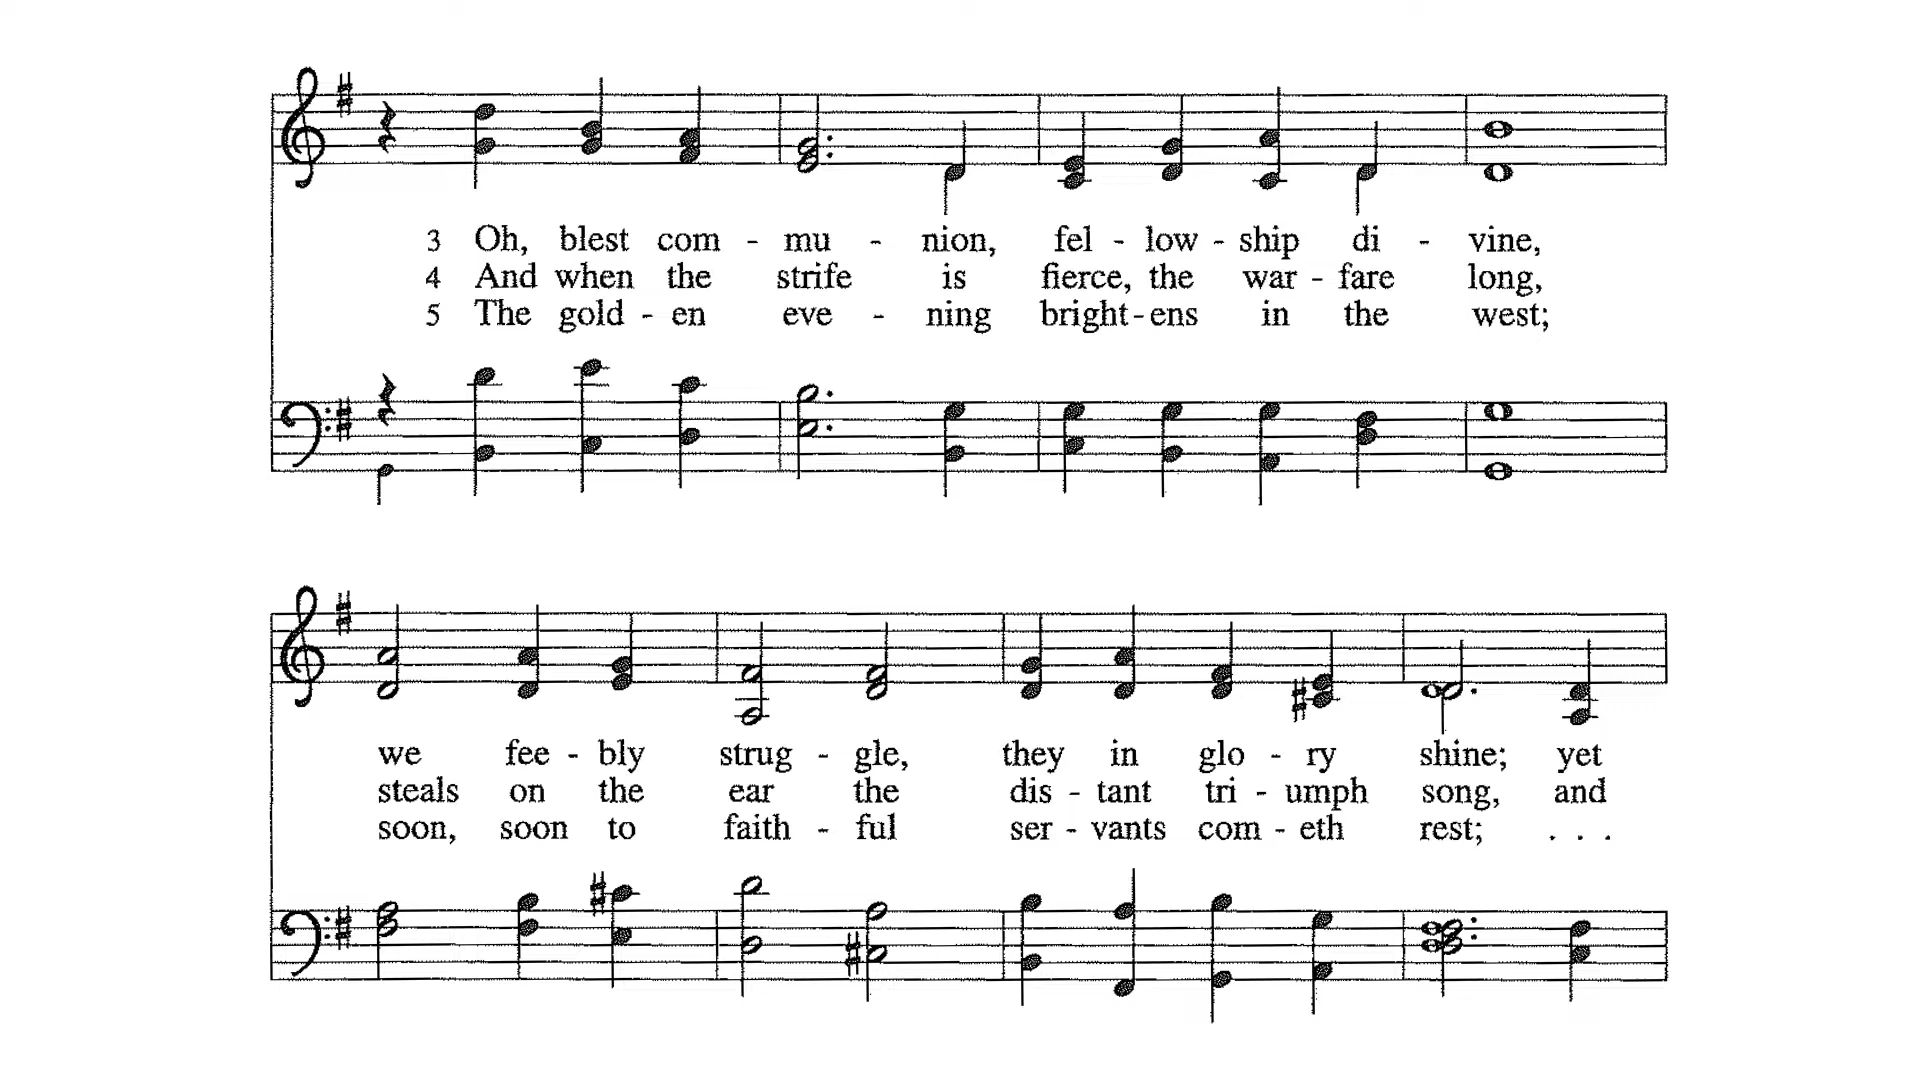 3 Oh, blest com - mu - nion, fel - low - ship di - vine,
4 And when the strife is fierce, the war - fare long,
5 The gold - en eve - ning bright - ens in the west;
we fee - bly strug - gle, they in glo - ry shine; yet
steals on the ear the dis - tant tri - umph song, and
soon, soon to faith - ful ser - vants com - eth rest; . . .